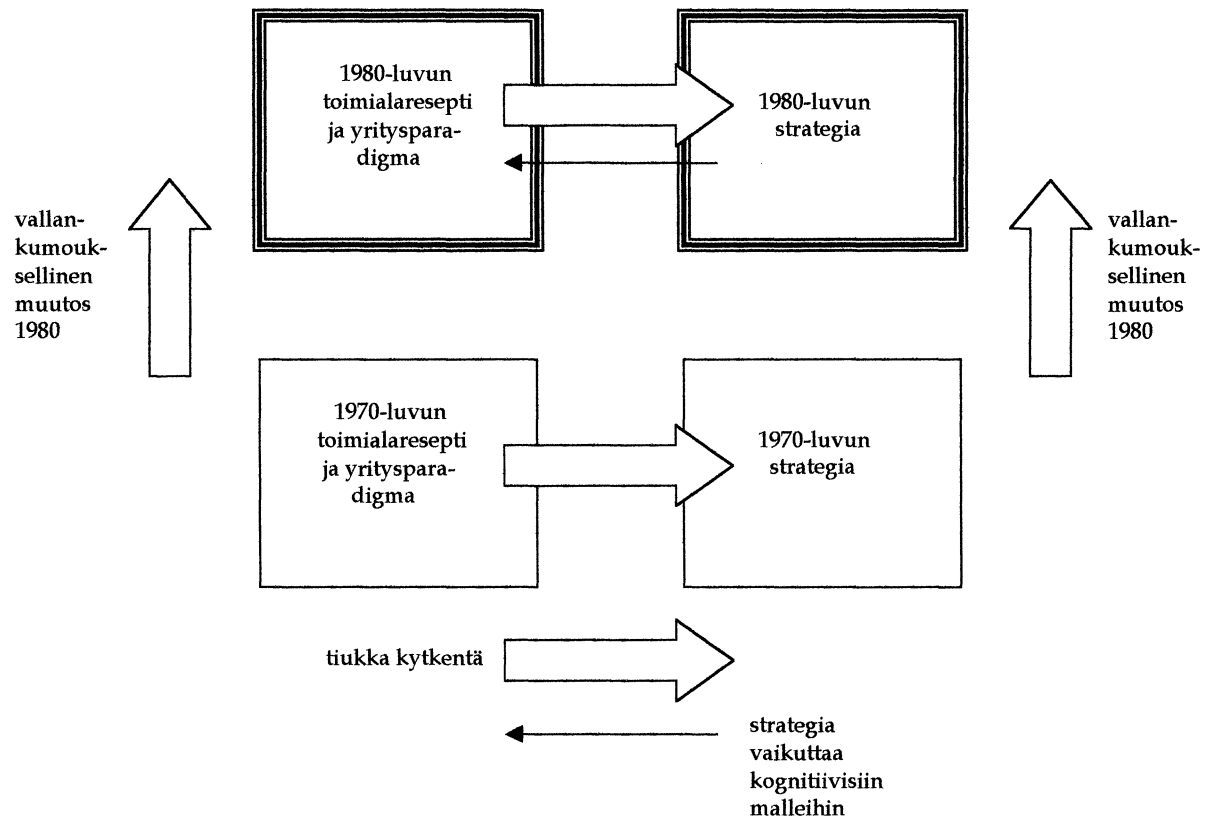 1980-luvun
toimialaresepti
ja yrityspara-
digma
1980-luvun
strategia
vallan-
kumouk-
sellinen
muutos
1980
vallan-
kumouk-
sellinen
muutos
1980
1970-luvun
toimialaresepti
ja yrityspara-
digma
1970-luvun
strategia
tiukka kytkentä
strategia
vaikuttaa
kognitiivisiin
malleihin